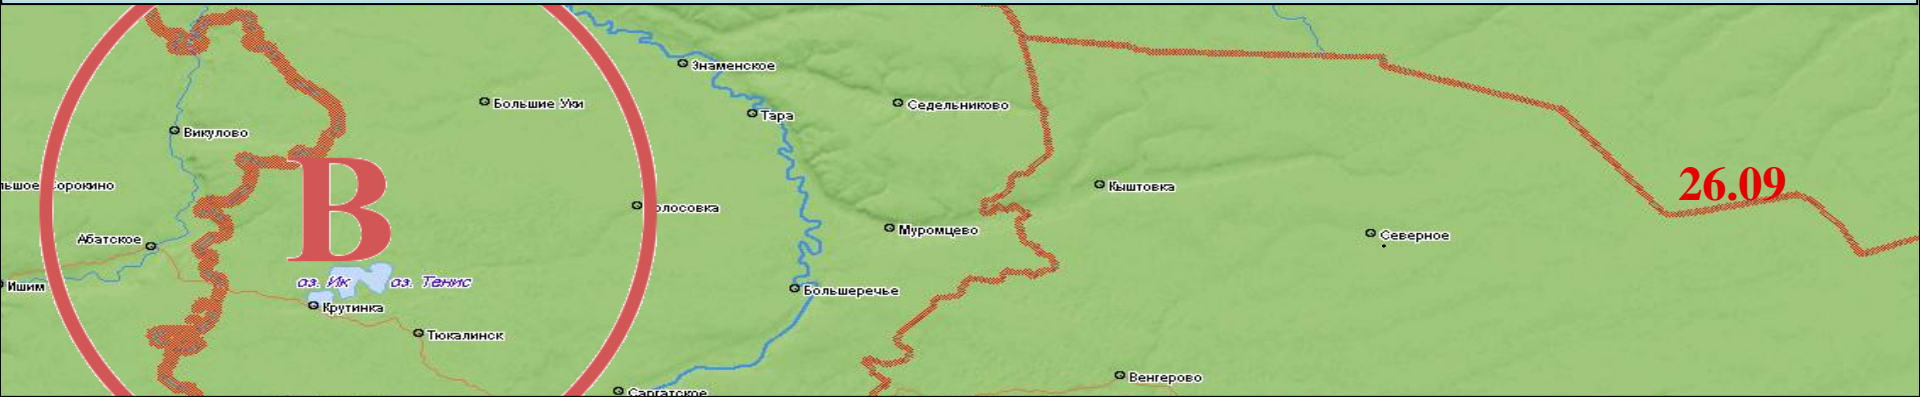 Знаменское
Большие Уки
Седельниково
Тара
Викулово
В
26.09
Кыштовка
Муромцево
Северное
Абатское
оз. Ик
оз. Тенис
Ишим
Большеречье
Крутинка
Тюкалинск
Венгерово
Саргатское